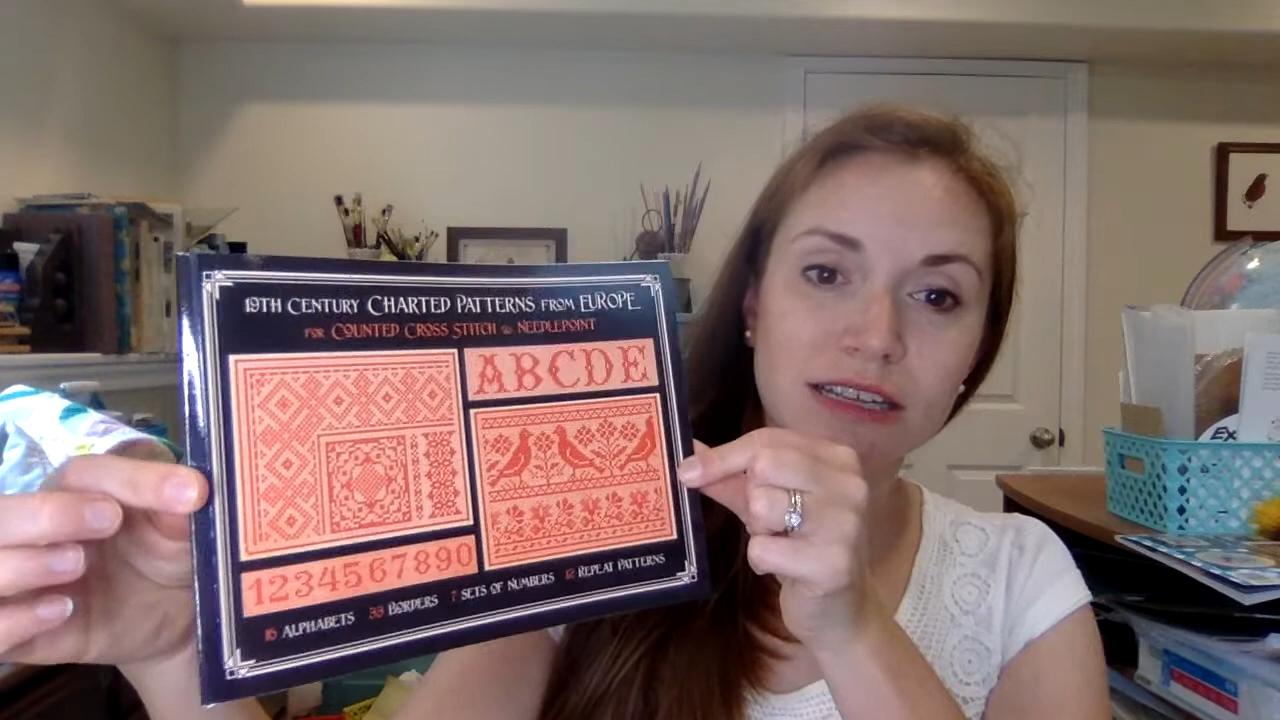 19TH CENTURY CHARTED PATTERNS FROM EUROPE
FOR COUNTED CROSS STITCH & NEEDLEPOINT
ABCDE
1234567890
16 ALPHABETS 33 BORDERS 7 SETS OF NUMBERS 12 REPEAT PATTERNS